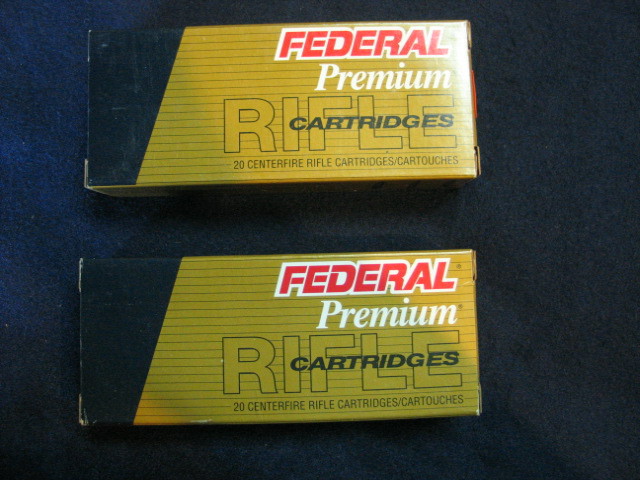 FEDERAL
Premium
RIFLE
CARTRIDGES
20 CENTERFIRE RIFLE CARTRIDGES/CARTOUCHES
FEDERAL®
Premium®
RIFLE
CARTRIDGES
20 CENTERFIRE RIFLE CARTRIDGES/CARTOUCHES